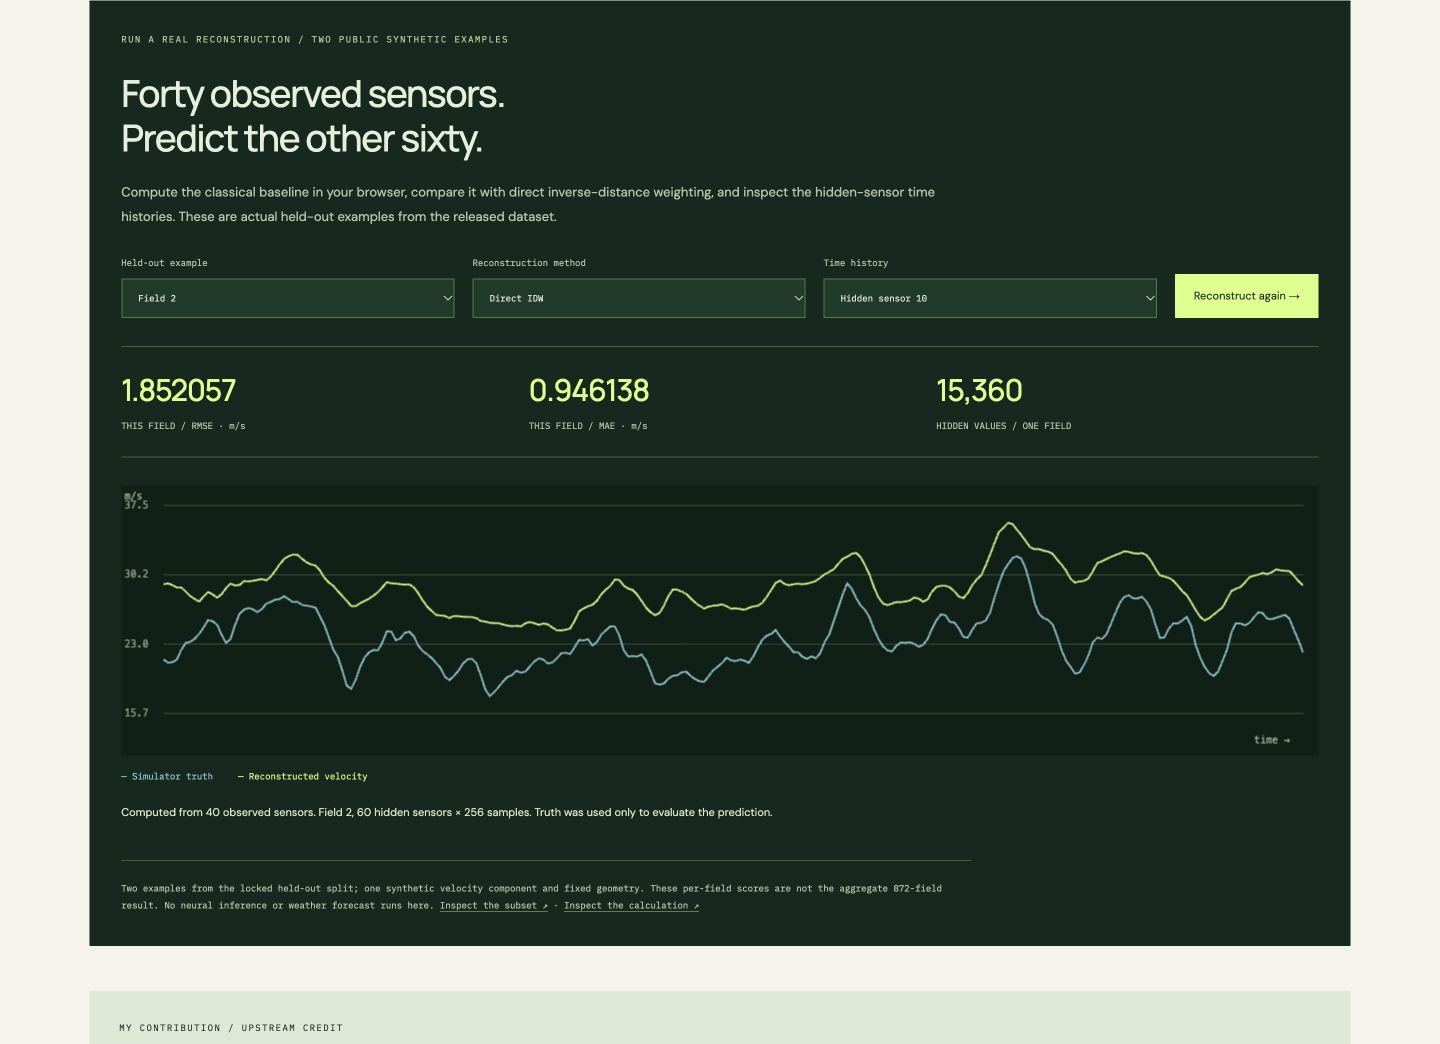 RUN A REAL RECONSTRUCTION / TWO PUBLIC SYNTHETIC EXAMPLES
Forty observed sensors.
Predict the other sixty.
Compute the classical baseline in your browser, compare it with direct inverse-distance weighting, and inspect the hidden-sensor time
histories. These are actual held-out examples from the released dataset.
Held-out example
Reconstruction method
Time history
Field 2
Direct IDW
Hidden sensor 10
Reconstruct again →
1.852057
0.946138
15,360
THIS FIELD / RMSE · m/s
THIS FIELD / MAE · m/s
HIDDEN VALUES / ONE FIELD
m/s
37.5
30.2
23.0
15.7
time →
— Simulator truth
— Reconstructed velocity
Computed from 40 observed sensors. Field 2, 60 hidden sensors × 256 samples. Truth was used only to evaluate the prediction.
Two examples from the locked held-out split; one synthetic velocity component and fixed geometry. These per-field scores are not the aggregate 872-field
result. No neural inference or weather forecast runs here. Inspect the subset ↗ · Inspect the calculation ↗
MY CONTRIBUTION / UPSTREAM CREDIT